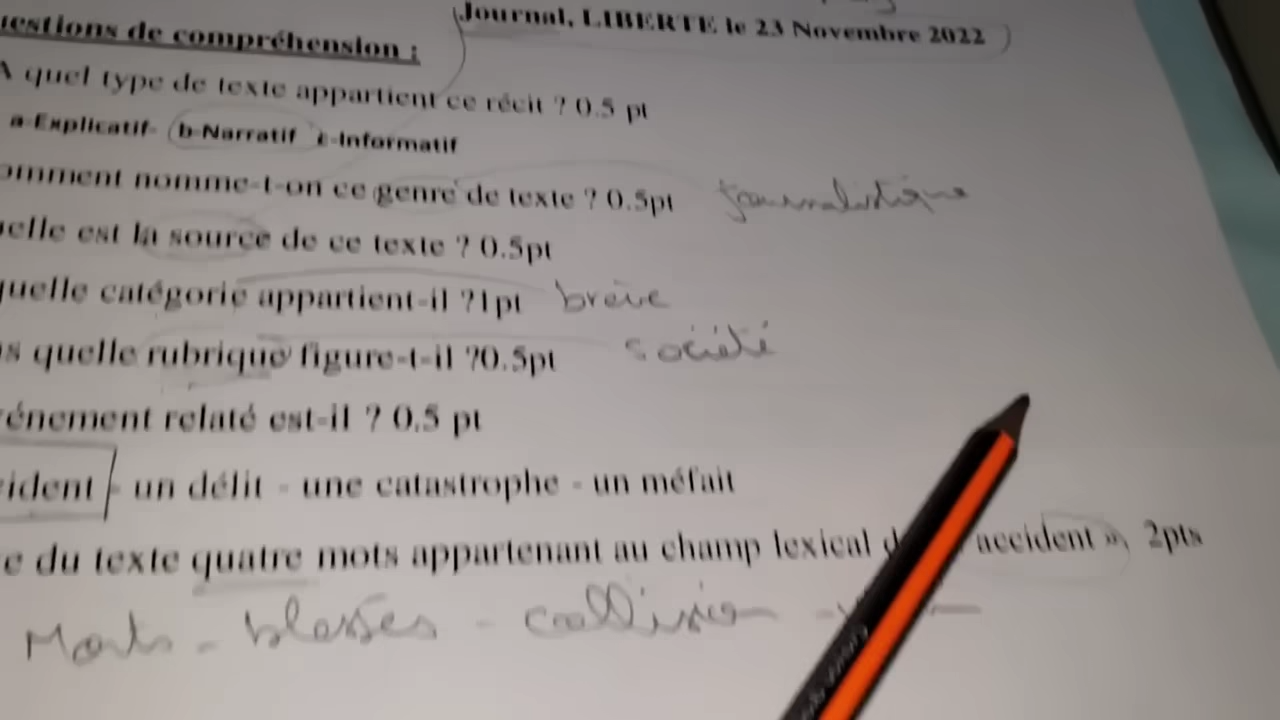 Journal, LIBERTE le 23 Novembre 2022
uestions de compréhension :
A quel type de texte appartient ce récit ? 0.5 pt
a-Explicatif- b-Narratif c-Informatif
omment nomme-t-on ce genre de texte ? 0.5pt journalistique
uelle est la source de ce texte ? 0.5pt
quelle catégorie appartient-il ?1pt brève
s quelle rubrique figure-t-il ?0.5pt société
vénement relaté est-il ? 0.5 pt
ident - un délit - une catastrophe - un méfait
e du texte quatre mots appartenant au champ lexical accident », 2pts
Morts - blessés - collision -